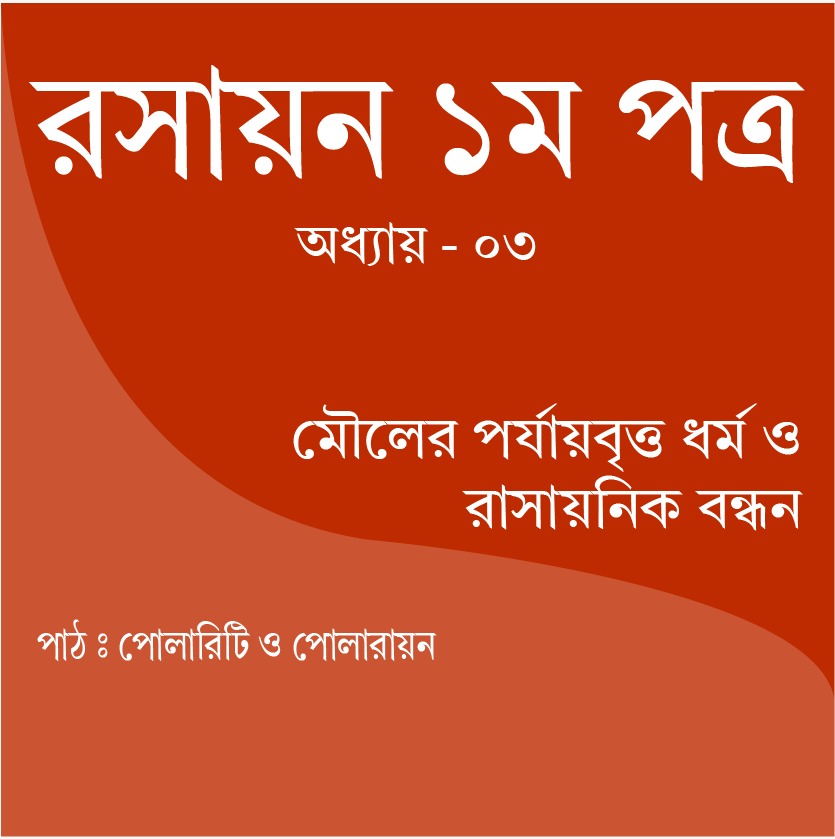 রসায়ন ১ম পত্র
অধ্যায় - ০৩
মৌলের পর্যায়বৃত্ত ধর্ম ও
রাসায়নিক বন্ধন
পাঠ ঃ পোলারিটি ও পোলারায়ন